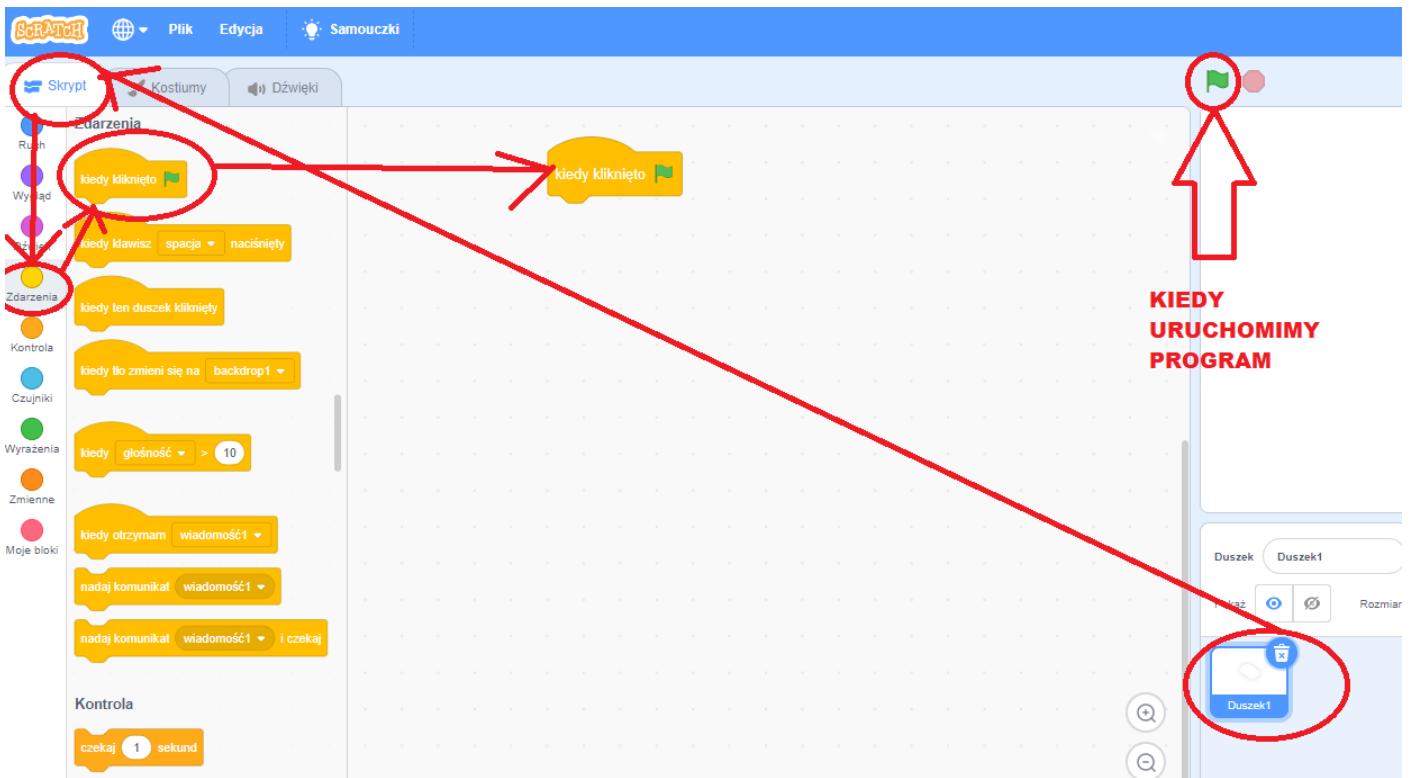 SCRATCH Plik Edycja Samouczki
Skrypt Kostiumy Dźwięki
Zdarzenia
Ruch
kiedy kliknięto
kiedy kliknięto
Wygląd
kiedy klawisz spacja naciśnięty
Dźwięk
Zdarzenia
kiedy ten duszek kliknięty
KIEDY
URUCHOMIMY
PROGRAM
Kontrola
kiedy tło zmieni się na backdrop1
Czujniki
Wyrażenia
kiedy głośność > 10
Zmienne
kiedy otrzymam wiadomość1
Moje bloki
nadaj komunikat wiadomość1
nadaj komunikat wiadomość1 i czekaj
Duszek Duszek1
Pokaż Rozmiar
Duszek1
Kontrola
czekaj 1 sekund